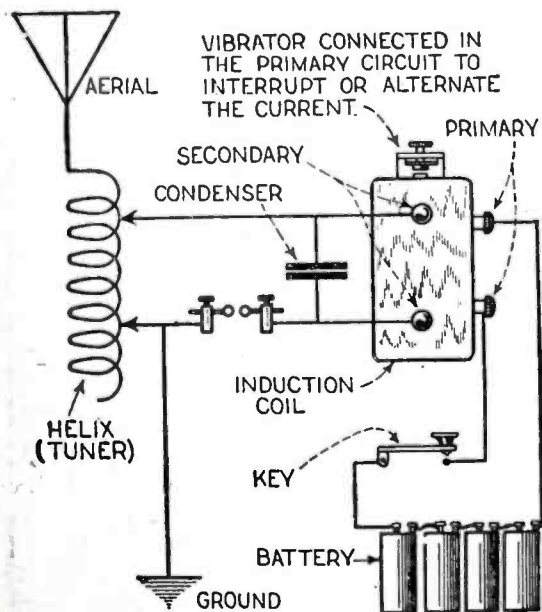 VIBRATOR CONNECTED IN
THE PRIMARY CIRCUIT TO
INTERRUPT OR ALTERNATE
THE CURRENT.
AERIAL
PRIMARY
SECONDARY
CONDENSER
INDUCTION
COIL
HELIX
(TUNER)
KEY
BATTERY
GROUND